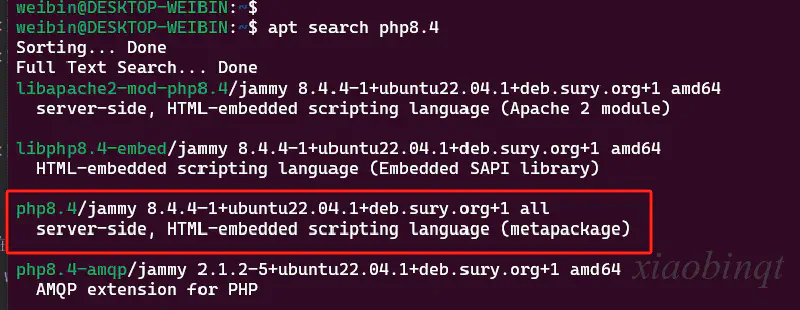 weibin@DESKTOP-WEIBIN:~$
weibin@DESKTOP-WEIBIN:~$ apt search php8.4
Sorting... Done
Full Text Search... Done
libapache2-mod-php8.4/jammy 8.4.4-1+ubuntu22.04.1+deb.sury.org+1 amd64
  server-side, HTML-embedded scripting language (Apache 2 module)

libphp8.4-embed/jammy 8.4.4-1+ubuntu22.04.1+deb.sury.org+1 amd64
  HTML-embedded scripting language (Embedded SAPI library)

php8.4/jammy 8.4.4-1+ubuntu22.04.1+deb.sury.org+1 all
  server-side, HTML-embedded scripting language (metapackage)

php8.4-amqp/jammy 2.1.2-5+ubuntu22.04.1+deb.sury.org+1 amd64
  AMQP extension for PHP
xiaobinqt